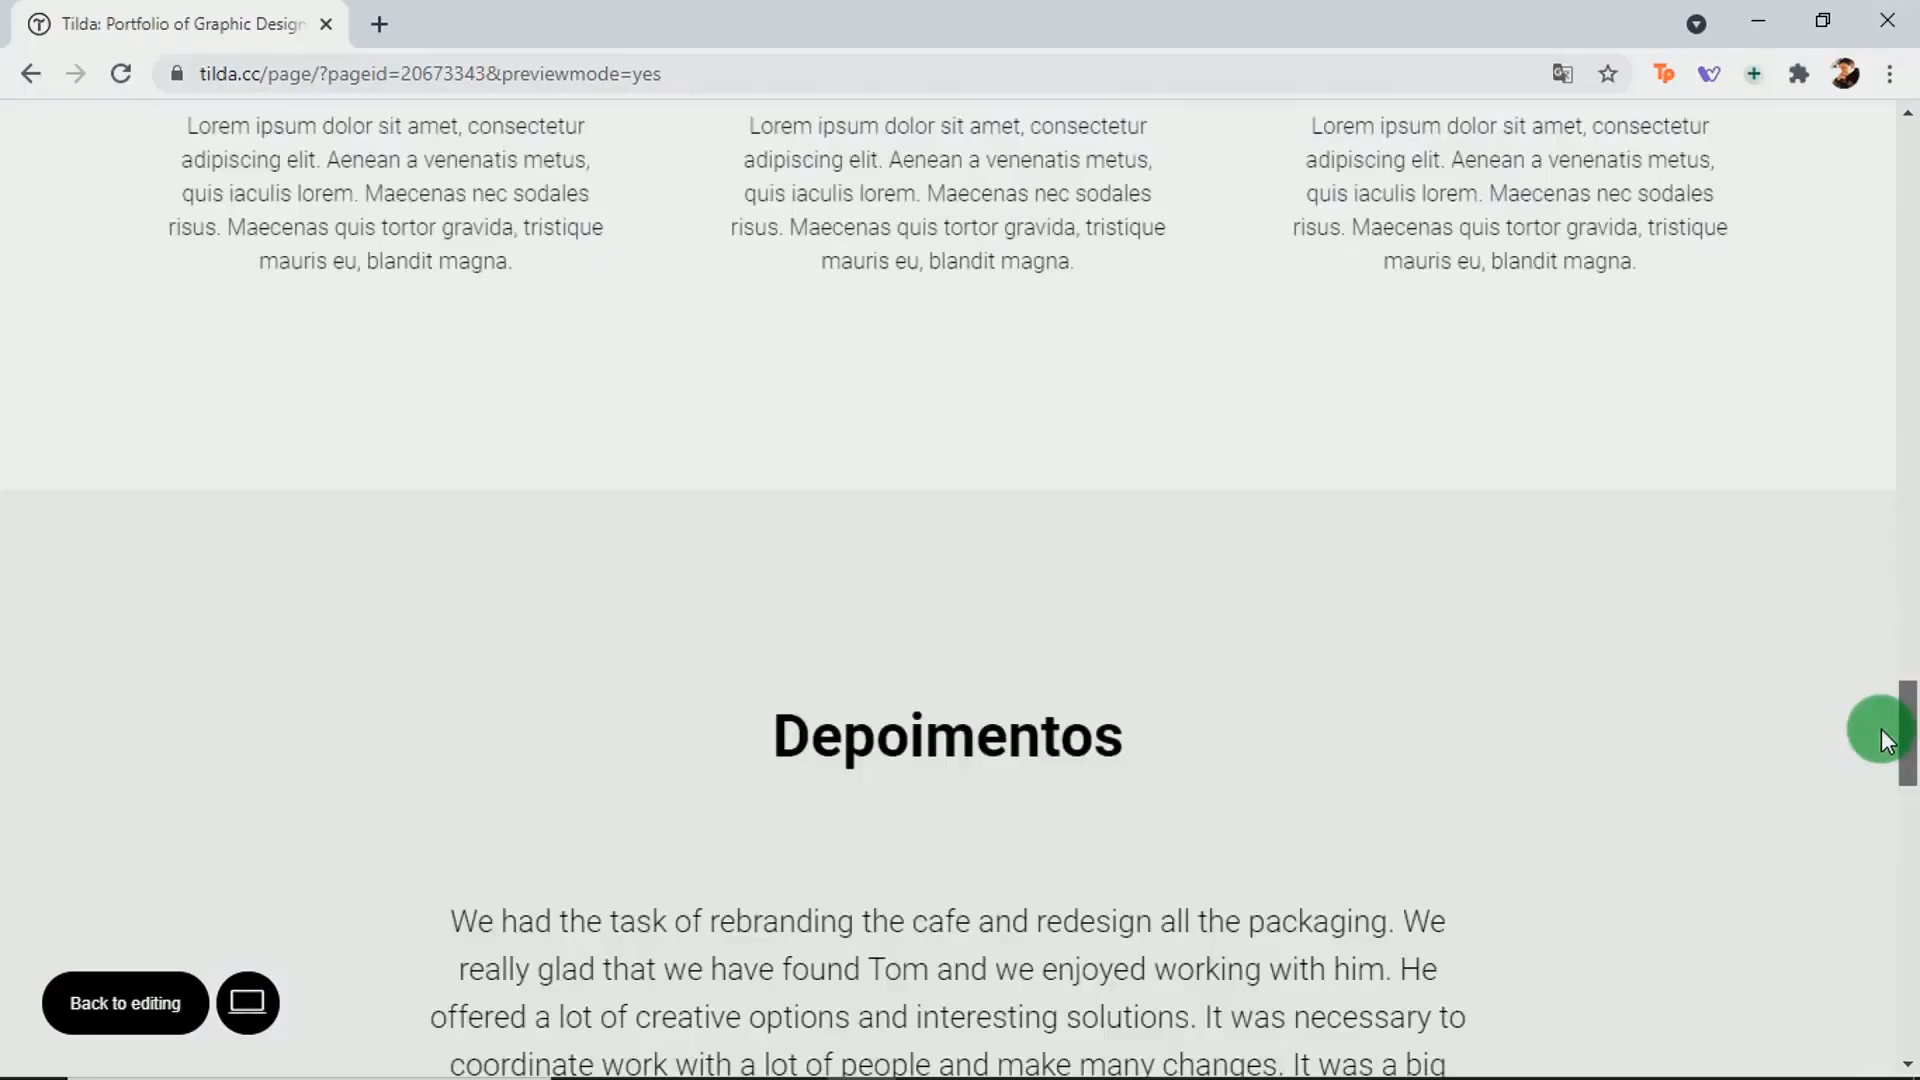 Tilda: Portfolio of Graphic Design
tilda.cc/page/?pageid=20673343&previewmode=yes
Lorem ipsum dolor sit amet, consectetur
adipiscing elit. Aenean a venenatis metus,
quis iaculis lorem. Maecenas nec sodales
risus. Maecenas quis tortor gravida, tristique
mauris eu, blandit magna.
Lorem ipsum dolor sit amet, consectetur
adipiscing elit. Aenean a venenatis metus,
quis iaculis lorem. Maecenas nec sodales
risus. Maecenas quis tortor gravida, tristique
mauris eu, blandit magna.
Lorem ipsum dolor sit amet, consectetur
adipiscing elit. Aenean a venenatis metus,
quis iaculis lorem. Maecenas nec sodales
risus. Maecenas quis tortor gravida, tristique
mauris eu, blandit magna.
Depoimentos
We had the task of rebranding the cafe and redesign all the packaging. We
really glad that we have found Tom and we enjoyed working with him. He
offered a lot of creative options and interesting solutions. It was necessary to
coordinate work with a lot of people and make many changes. It was a big
Back to editing